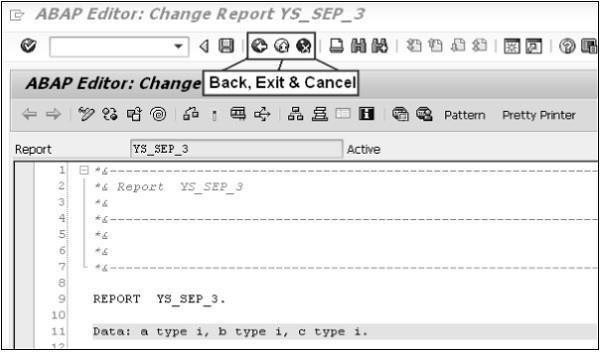 ABAP Editor: Change Report YS_SEP_3
ABAP Editor: Change Back, Exit & Cancel
Pattern Pretty Printer
Report YS_SEP_3 Active
1 *&---------------------------------------------------------------------
2 *& Report YS_SEP_3
3 *&
4 *&---------------------------------------------------------------------
5 *&
6 *&
7 *&---------------------------------------------------------------------
8
9 REPORT YS_SEP_3.
10
11 Data: a type i, b type i, c type i.
12